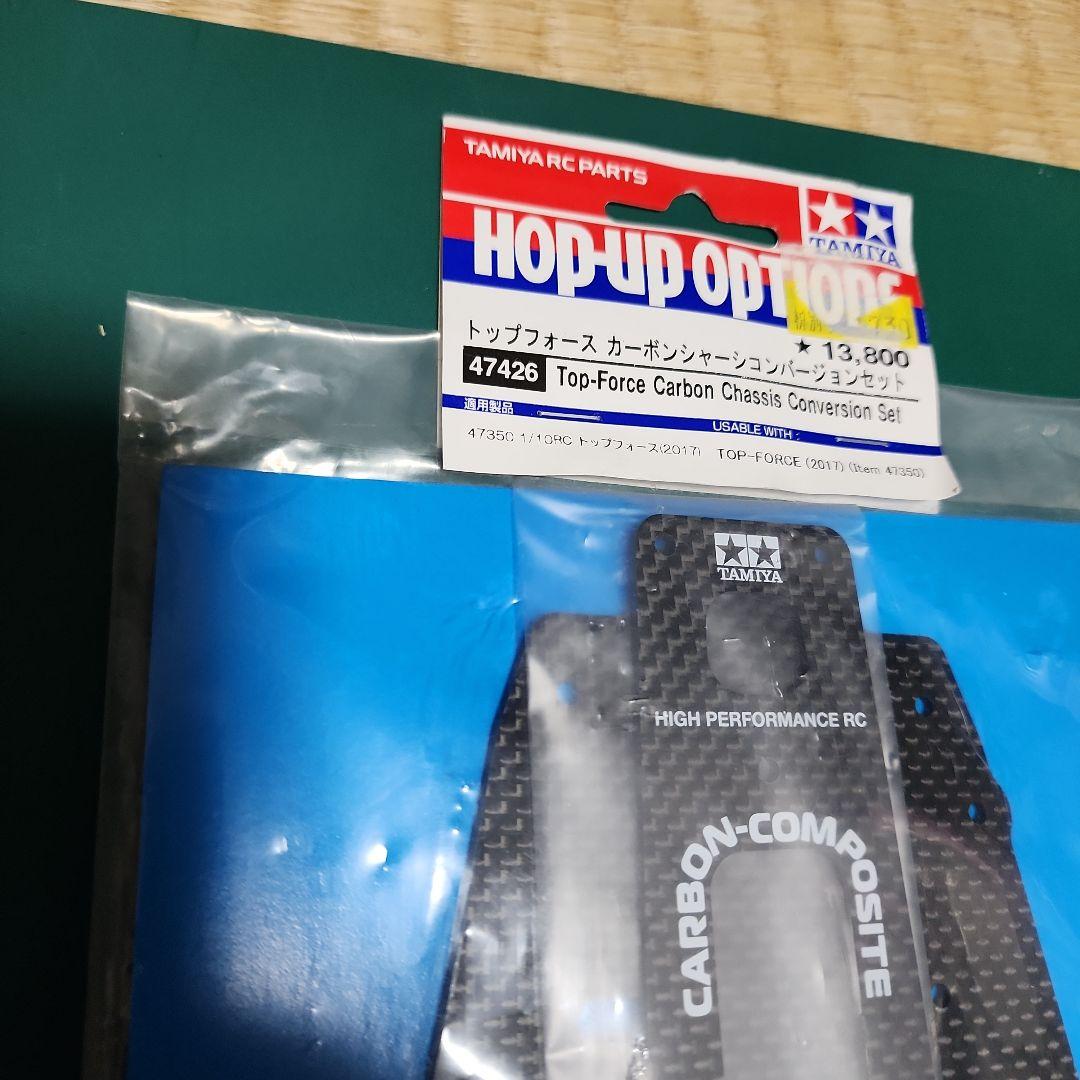 TAMIYA RC PARTS
TAMIYA
HOP-UP OPTIONS
★ 13,800
トップフォース カーボンシャーシコンバージョンセット
47426 Top-Force Carbon Chassis Conversion Set
適用製品 USABLE WITH :
47350 1/10RC トップフォース(2017) TOP-FORCE (2017) (Item 47350)
TAMIYA
HIGH PERFORMANCE RC
CARBON-COMPOSITE